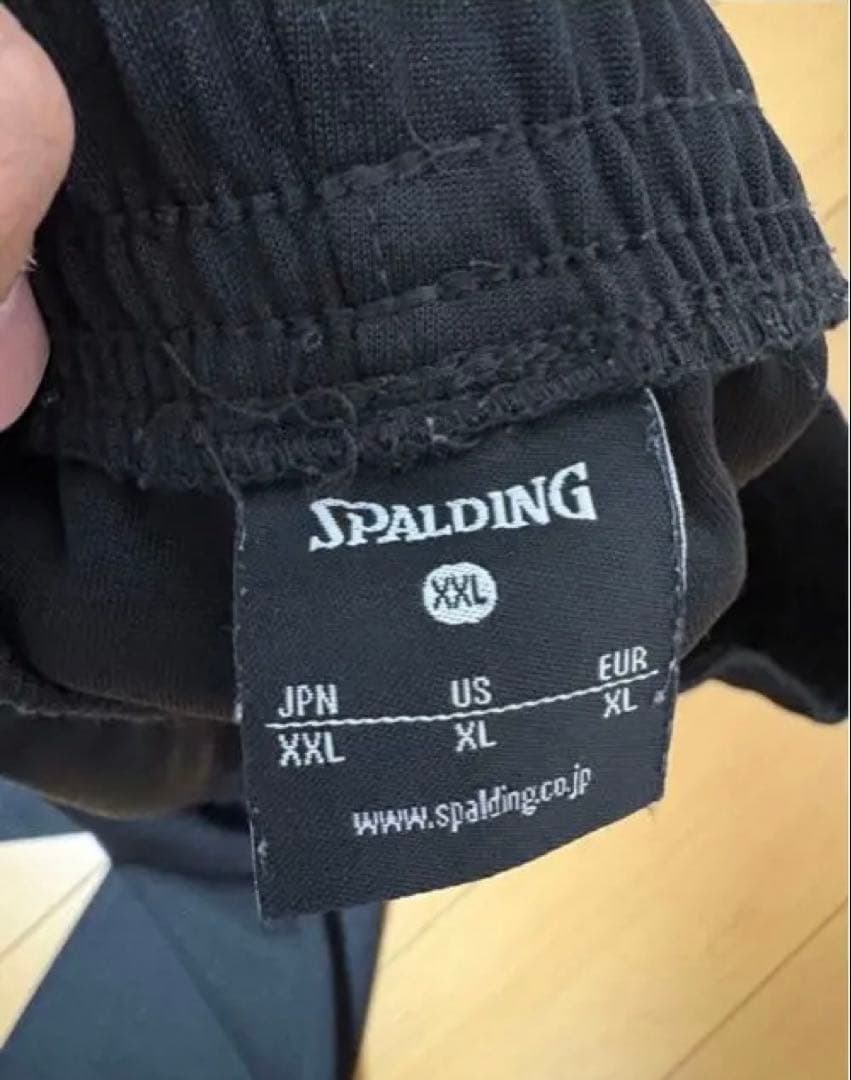 SPALDING
XXL
JPN US EUR
XXL XL XL
www.spalding.co.jp